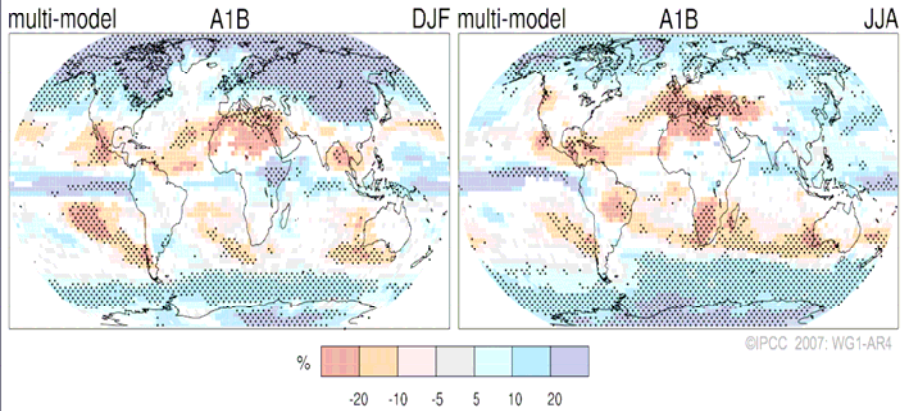 multi-model A1B DJF
multi-model A1B JJA
©IPCC 2007: WG1-AR4
%
-20 -10 -5 5 10 20